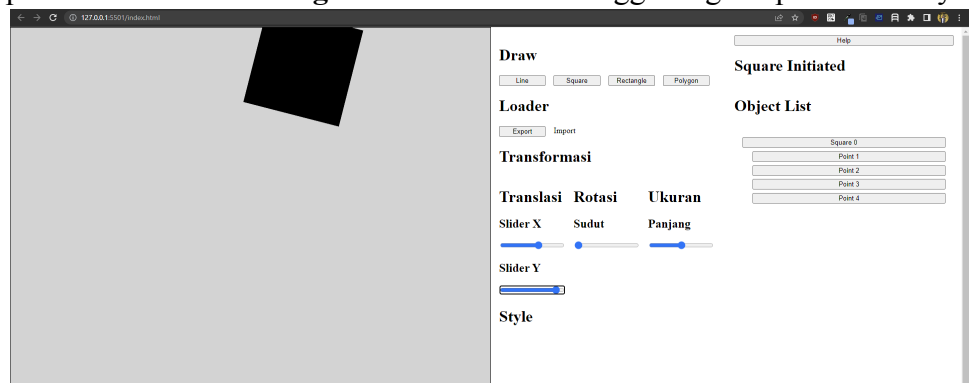 127.0.0.1:5501/index.html
Draw
Line Square Rectangle Polygon
Loader
Export Import
Transformasi
Translasi Rotasi Ukuran
Slider X Sudut Panjang
Slider Y
Style
Help
Square Initiated
Object List
Square 0
Point 1
Point 2
Point 3
Point 4